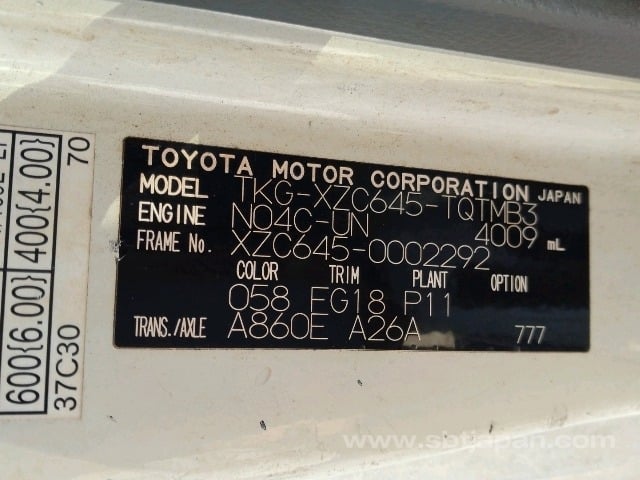 TOYOTA MOTOR CORPORATION JAPAN
MODEL TKG-XZC645-TQTMB3
ENGINE N04C-UN 4009 mL
FRAME No. XZC645-0002292
COLOR TRIM PLANT OPTION
058 FG18 P11
TRANS./AXLE A860E A26A 777
600{6.00} 400{4.00}
37C30 70
www.sbtjapan.com